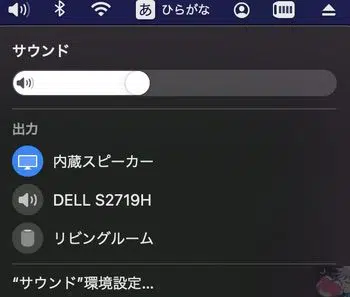 あ ひらがな
サウンド
出力
内蔵スピーカー
DELL S2719H
リビングルーム
“サウンド”環境設定...